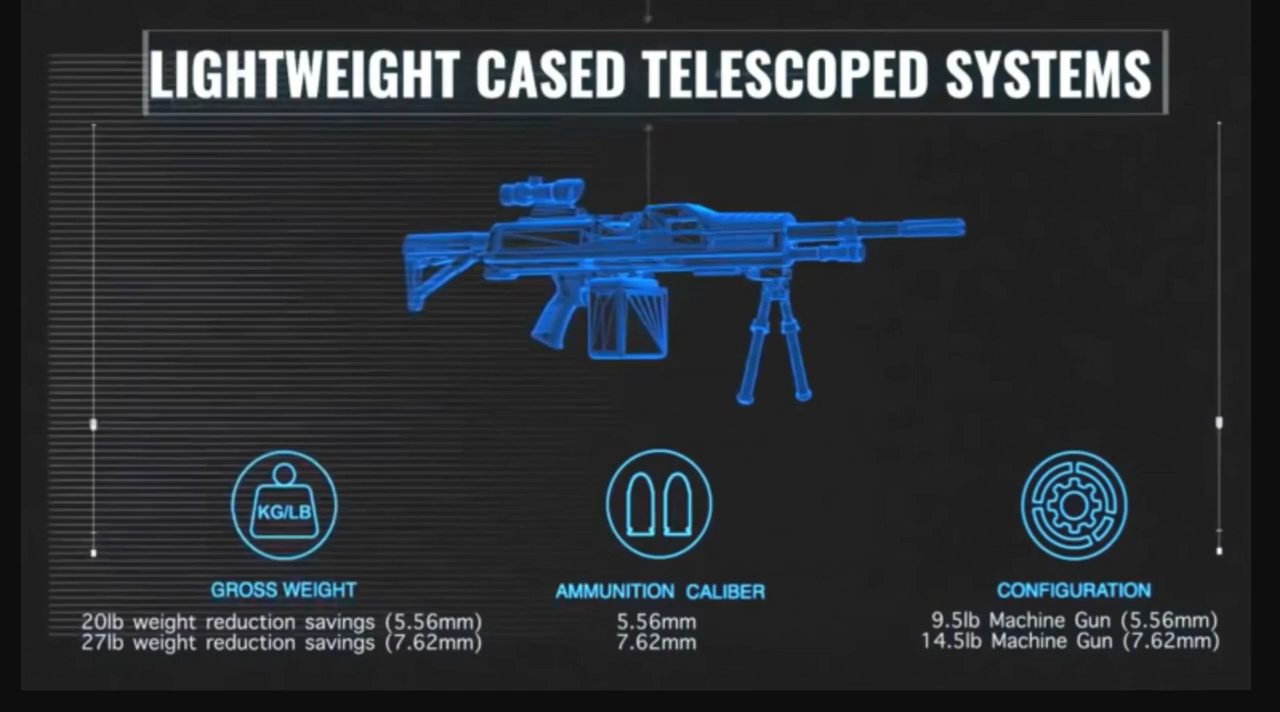 LIGHTWEIGHT CASED TELESCOPED SYSTEMS
KG/LB
GROSS WEIGHT
20lb weight reduction savings (5.56mm)
27lb weight reduction savings (7.62mm)
AMMUNITION CALIBER
5.56mm
7.62mm
CONFIGURATION
9.5lb Machine Gun (5.56mm)
14.5lb Machine Gun (7.62mm)